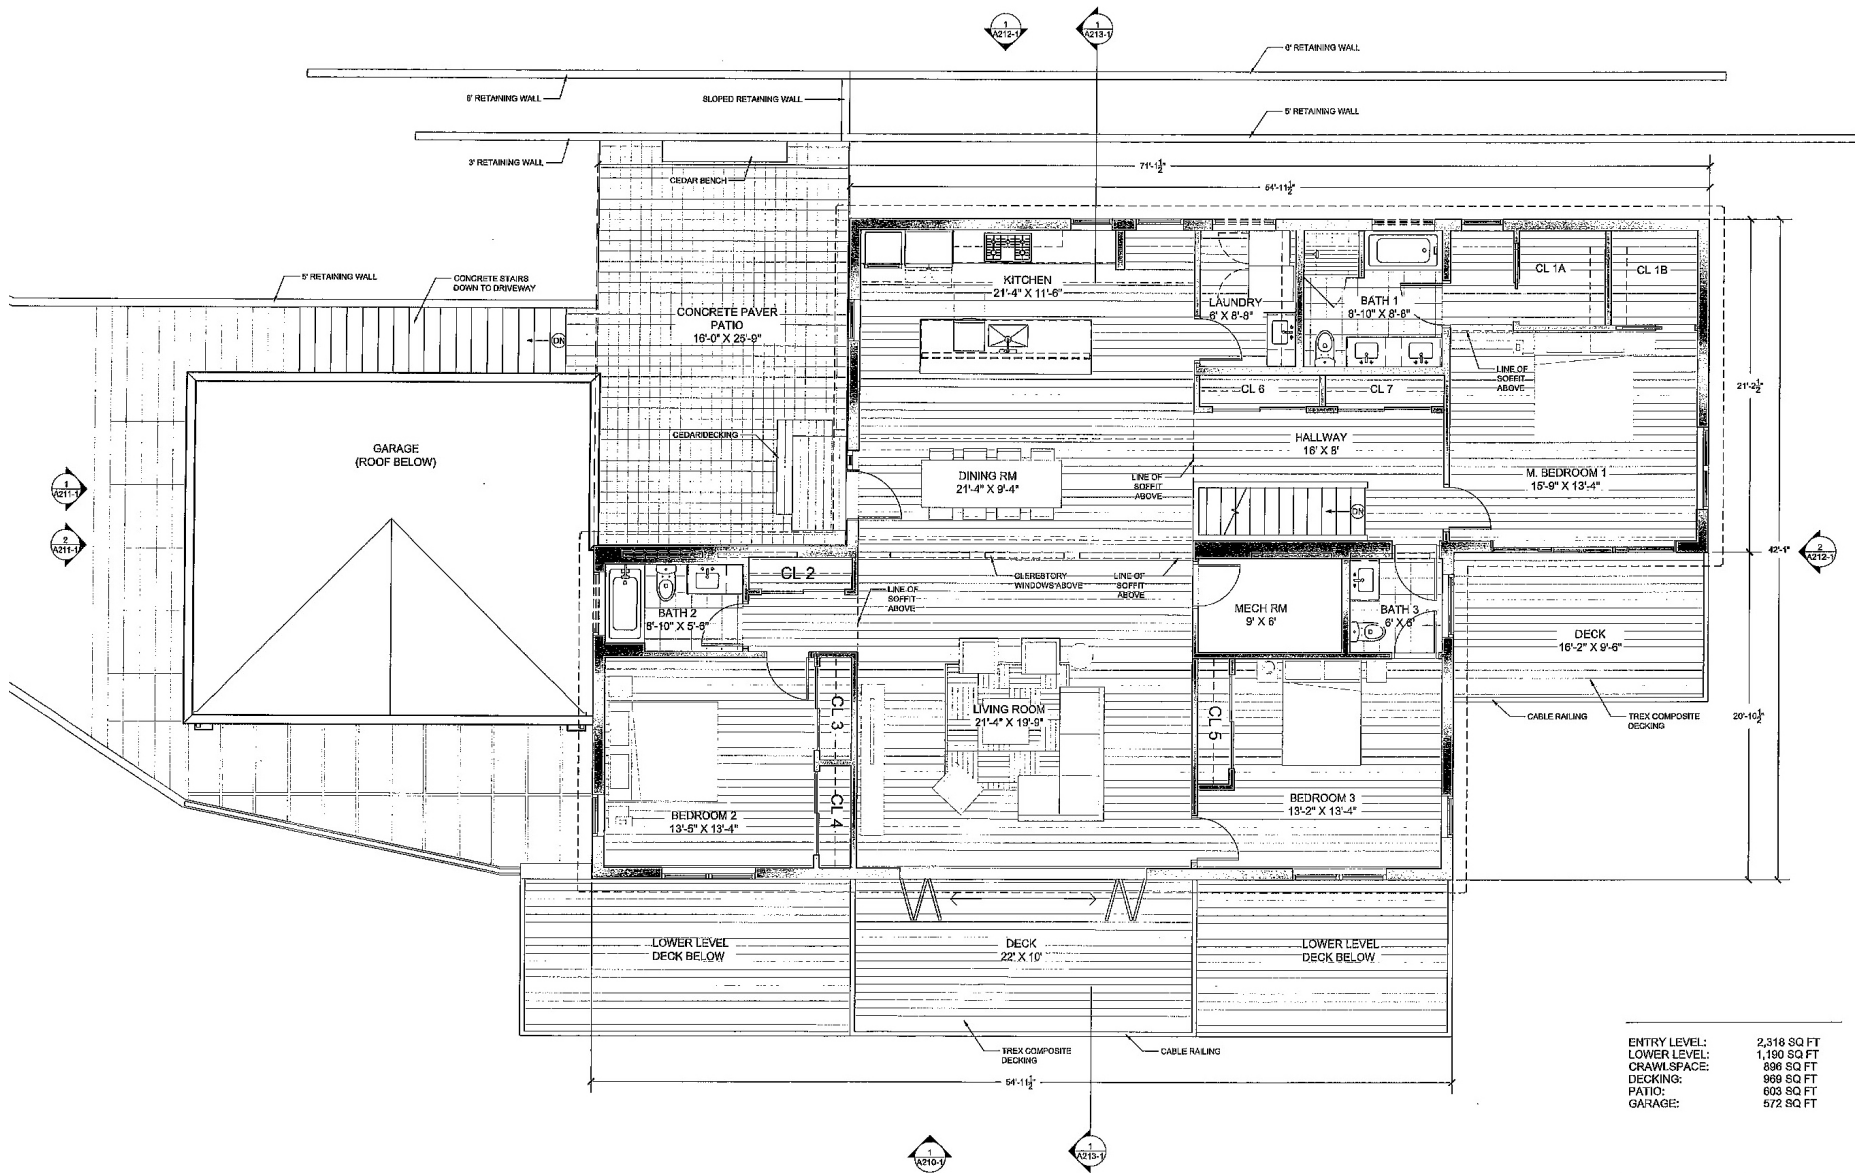 1
A212-1
1
A213-1
6' RETAINING WALL
6' RETAINING WALL
SLOPED RETAINING WALL
5' RETAINING WALL
3' RETAINING WALL
71'-1½"
CEDAR BENCH
54'-11½"
5' RETAINING WALL
CONCRETE STAIRS
DOWN TO DRIVEWAY
DN
CONCRETE PAVER
PATIO
16'-0" X 25'-9"
KITCHEN
21'-4" X 11'-6"
LAUNDRY
6' X 8'-8"
BATH 1
8'-10" X 8'-8"
CL 1A
CL 1B
LINE OF
SOFFIT
ABOVE
21'-2½"
CL 6
CL 7
GARAGE
(ROOF BELOW)
CEDAR DECKING
HALLWAY
16' X 8'
DINING RM
21'-4" X 9'-4"
LINE OF
SOFFIT
ABOVE
M. BEDROOM 1
15'-9" X 13'-4"
DN
1
A211-1
2
A211-1
42'-1"
2
A212-1
CL 2
CLERESTORY
WINDOWS ABOVE
LINE OF
SOFFIT
ABOVE
LINE OF
SOFFIT
ABOVE
BATH 2
8'-10" X 5'-6"
MECH RM
9' X 6'
BATH 3
6' X 6'
DECK
16'-2" X 9'-6"
CL 3
LIVING ROOM
21'-4" X 19'-9"
CL 5
CABLE RAILING
TREX COMPOSITE
DECKING
20'-10½"
CL 4
BEDROOM 2
13'-5" X 13'-4"
BEDROOM 3
13'-2" X 13'-4"
LOWER LEVEL
DECK BELOW
DECK
22' X 10'
LOWER LEVEL
DECK BELOW
TREX COMPOSITE
DECKING
CABLE RAILING
54'-11½"
ENTRY LEVEL: 2,318 SQ FT
LOWER LEVEL: 1,190 SQ FT
CRAWLSPACE: 896 SQ FT
DECKING: 969 SQ FT
PATIO: 603 SQ FT
GARAGE: 572 SQ FT
1
A210-1
1
A213-1